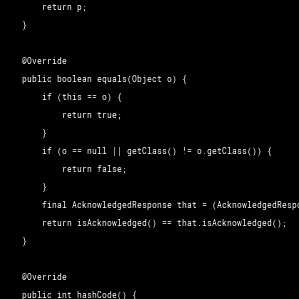 return p;
}
@Override
public boolean equals(Object o) {
if (this == o) {
return true;
}
if (o == null || getClass() != o.getClass()) {
return false;
}
final AcknowledgedResponse that = (AcknowledgedRespo
return isAcknowledged() == that.isAcknowledged();
}
@Override
public int hashCode() {